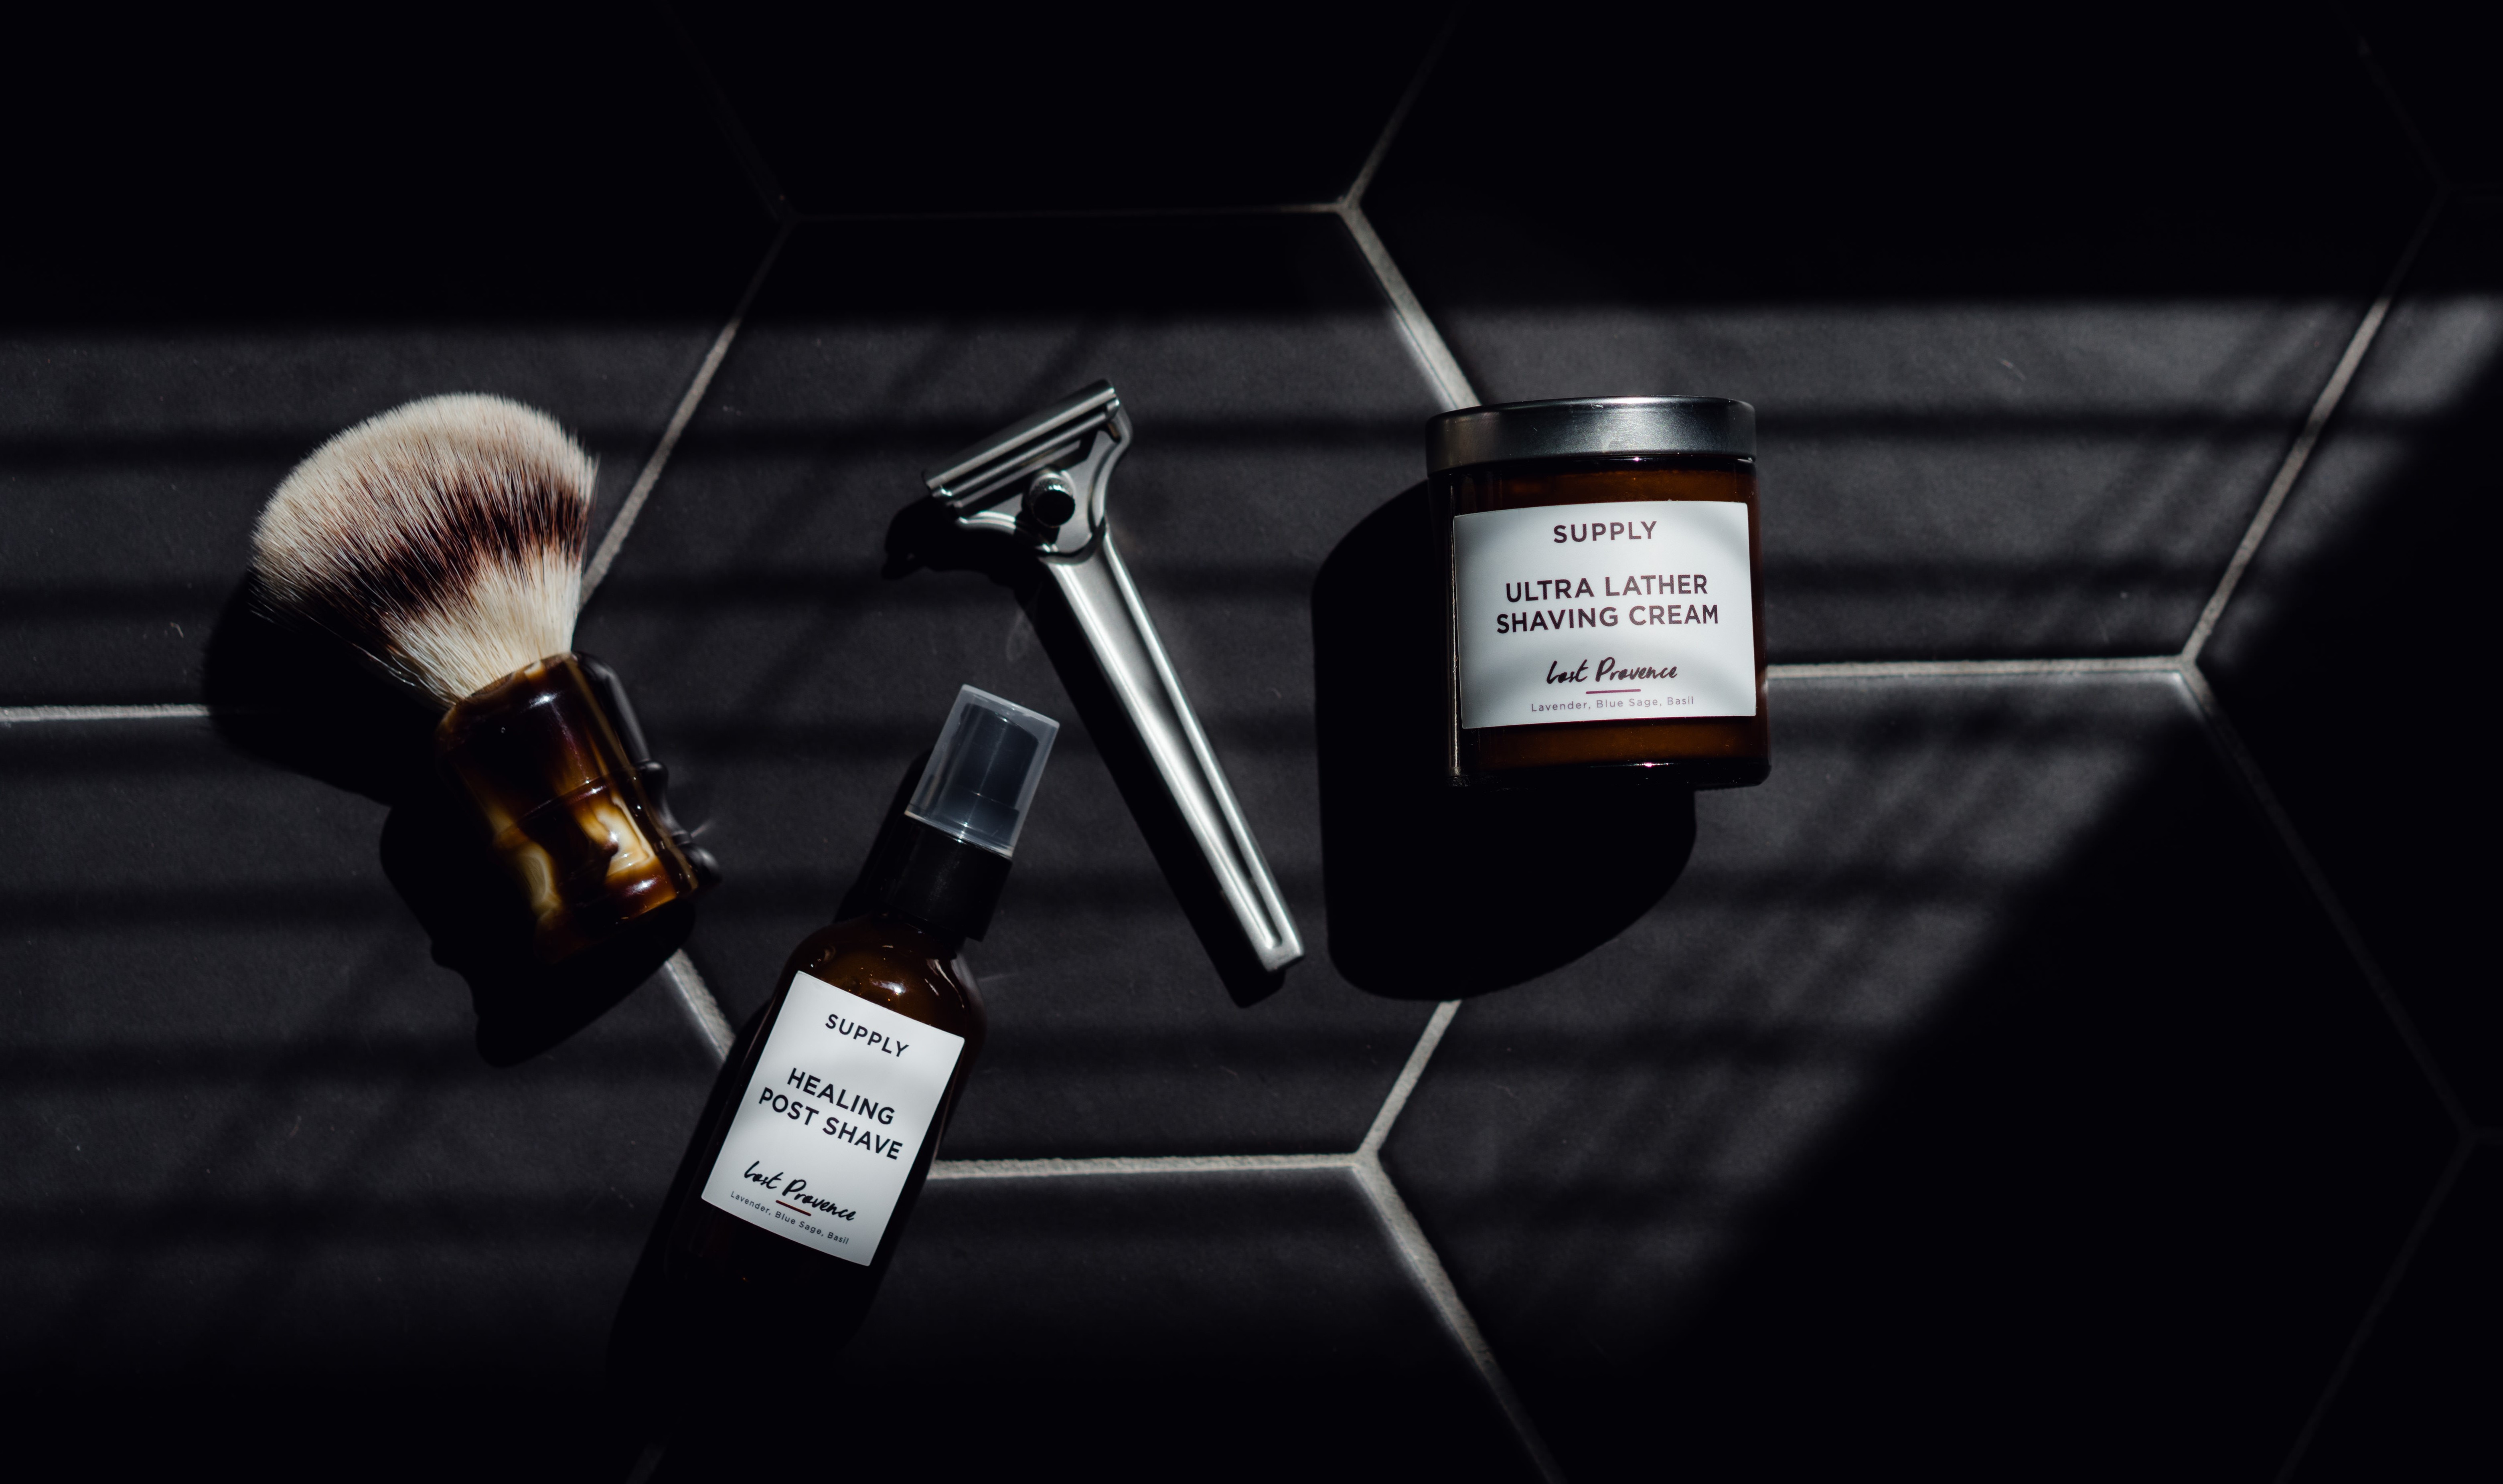 SUPPLY
ULTRA LATHER
SHAVING CREAM
Lost Provence
Lavender, Blue Sage, Basil
SUPPLY
HEALING
POST SHAVE
Lost Provence
Lavender, Blue Sage, Basil